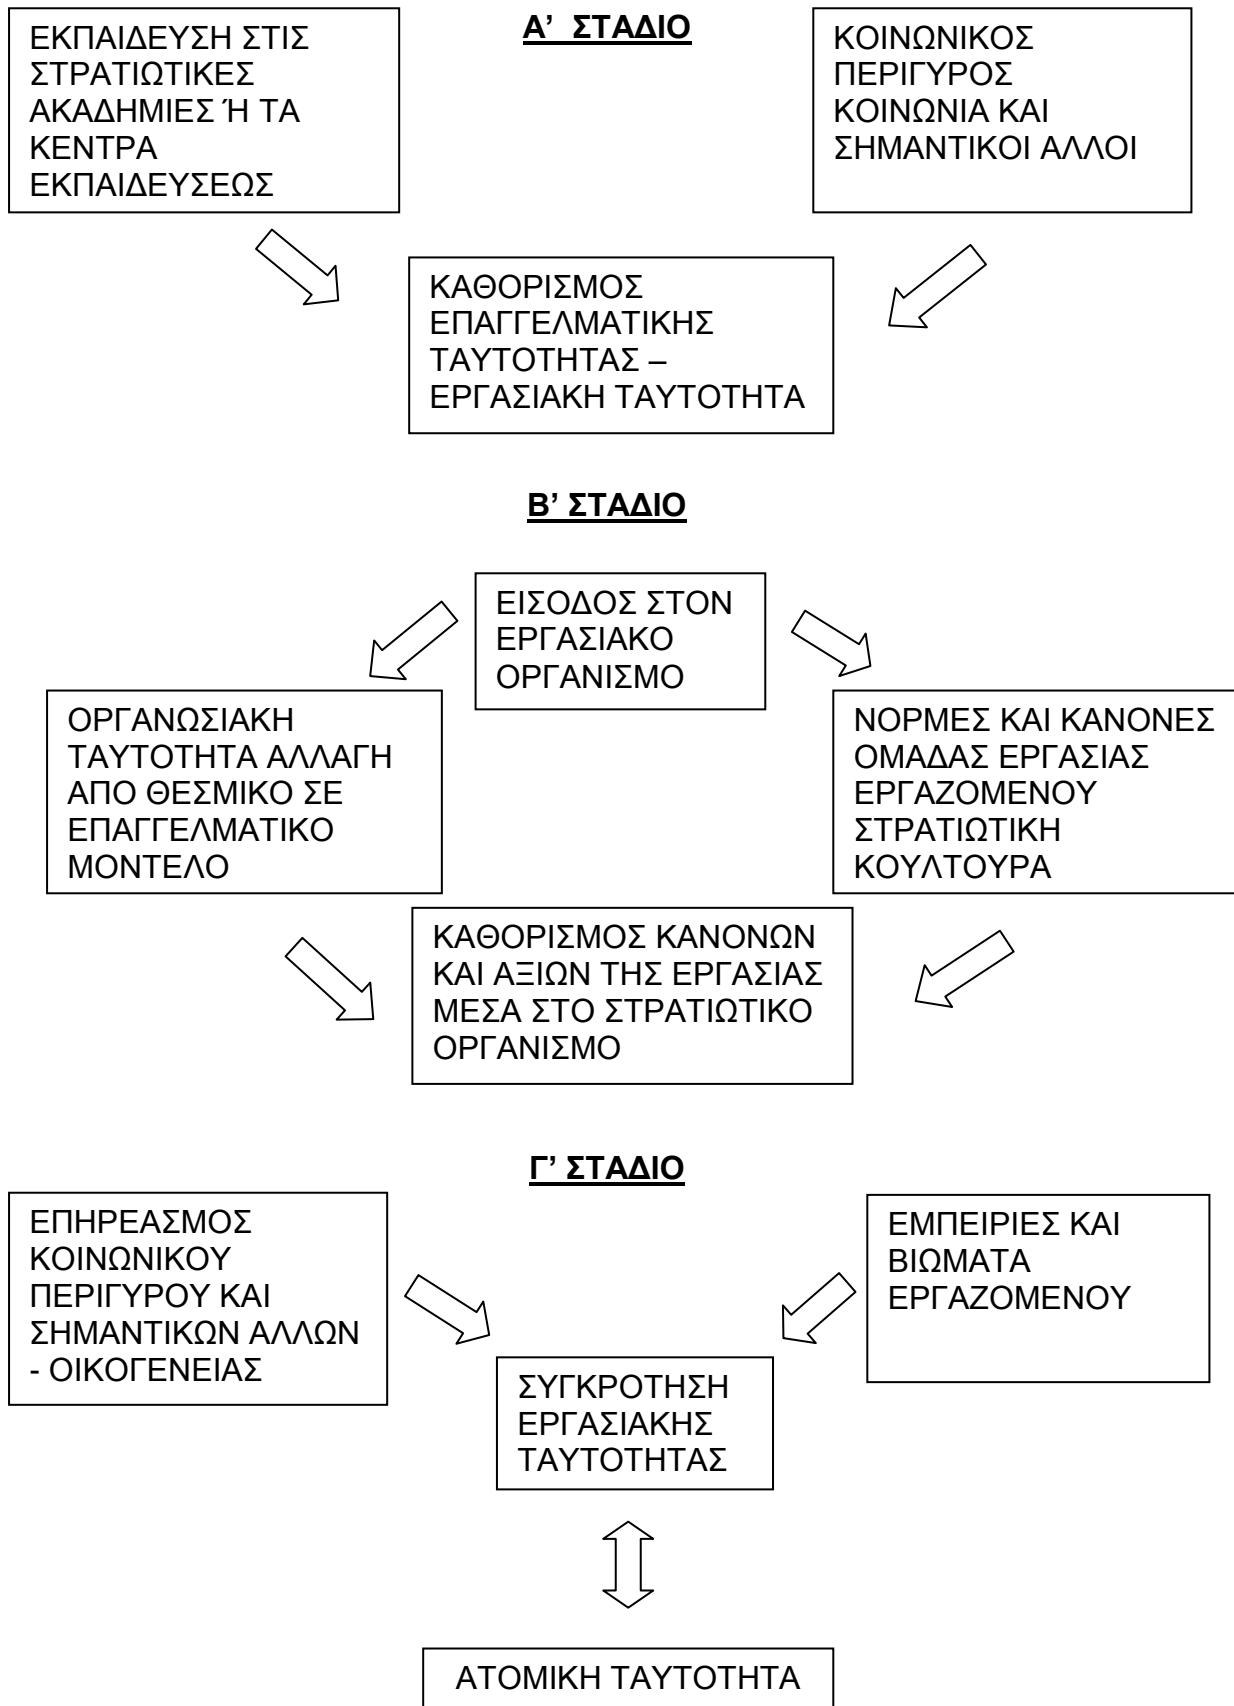 Α’ ΣΤΑΔΙΟ
ΕΚΠΑΙΔΕΥΣΗ ΣΤΙΣ
ΣΤΡΑΤΙΩΤΙΚΕΣ
ΑΚΑΔΗΜΙΕΣ Ή ΤΑ
ΚΕΝΤΡΑ
ΕΚΠΑΙΔΕΥΣΕΩΣ
ΚΟΙΝΩΝΙΚΟΣ
ΠΕΡΙΓΥΡΟΣ
ΚΟΙΝΩΝΙΑ ΚΑΙ
ΣΗΜΑΝΤΙΚΟΙ ΑΛΛΟΙ
ΚΑΘΟΡΙΣΜΟΣ
ΕΠΑΓΓΕΛΜΑΤΙΚΗΣ
ΤΑΥΤΟΤΗΤΑΣ –
ΕΡΓΑΣΙΑΚΗ ΤΑΥΤΟΤΗΤΑ
Β’ ΣΤΑΔΙΟ
ΕΙΣΟΔΟΣ ΣΤΟΝ
ΕΡΓΑΣΙΑΚΟ
ΟΡΓΑΝΙΣΜΟ
ΟΡΓΑΝΩΣΙΑΚΗ
ΤΑΥΤΟΤΗΤΑ ΑΛΛΑΓΗ
ΑΠΟ ΘΕΣΜΙΚΟ ΣΕ
ΕΠΑΓΓΕΛΜΑΤΙΚΟ
ΜΟΝΤΕΛΟ
ΝΟΡΜΕΣ ΚΑΙ ΚΑΝΟΝΕΣ
ΟΜΑΔΑΣ ΕΡΓΑΣΙΑΣ
ΕΡΓΑΖΟΜΕΝΟΥ
ΣΤΡΑΤΙΩΤΙΚΗ
ΚΟΥΛΤΟΥΡΑ
ΚΑΘΟΡΙΣΜΟΣ ΚΑΝΟΝΩΝ
ΚΑΙ ΑΞΙΩΝ ΤΗΣ ΕΡΓΑΣΙΑΣ
ΜΕΣΑ ΣΤΟ ΣΤΡΑΤΙΩΤΙΚΟ
ΟΡΓΑΝΙΣΜΟ
Γ’ ΣΤΑΔΙΟ
ΕΠΗΡΕΑΣΜΟΣ
ΚΟΙΝΩΝΙΚΟΥ
ΠΕΡΙΓΥΡΟΥ ΚΑΙ
ΣΗΜΑΝΤΙΚΩΝ ΑΛΛΩΝ
- ΟΙΚΟΓΕΝΕΙΑΣ
ΕΜΠΕΙΡΙΕΣ ΚΑΙ
ΒΙΩΜΑΤΑ
ΕΡΓΑΖΟΜΕΝΟΥ
ΣΥΓΚΡΟΤΗΣΗ
ΕΡΓΑΣΙΑΚΗΣ
ΤΑΥΤΟΤΗΤΑΣ
ΑΤΟΜΙΚΗ ΤΑΥΤΟΤΗΤΑ